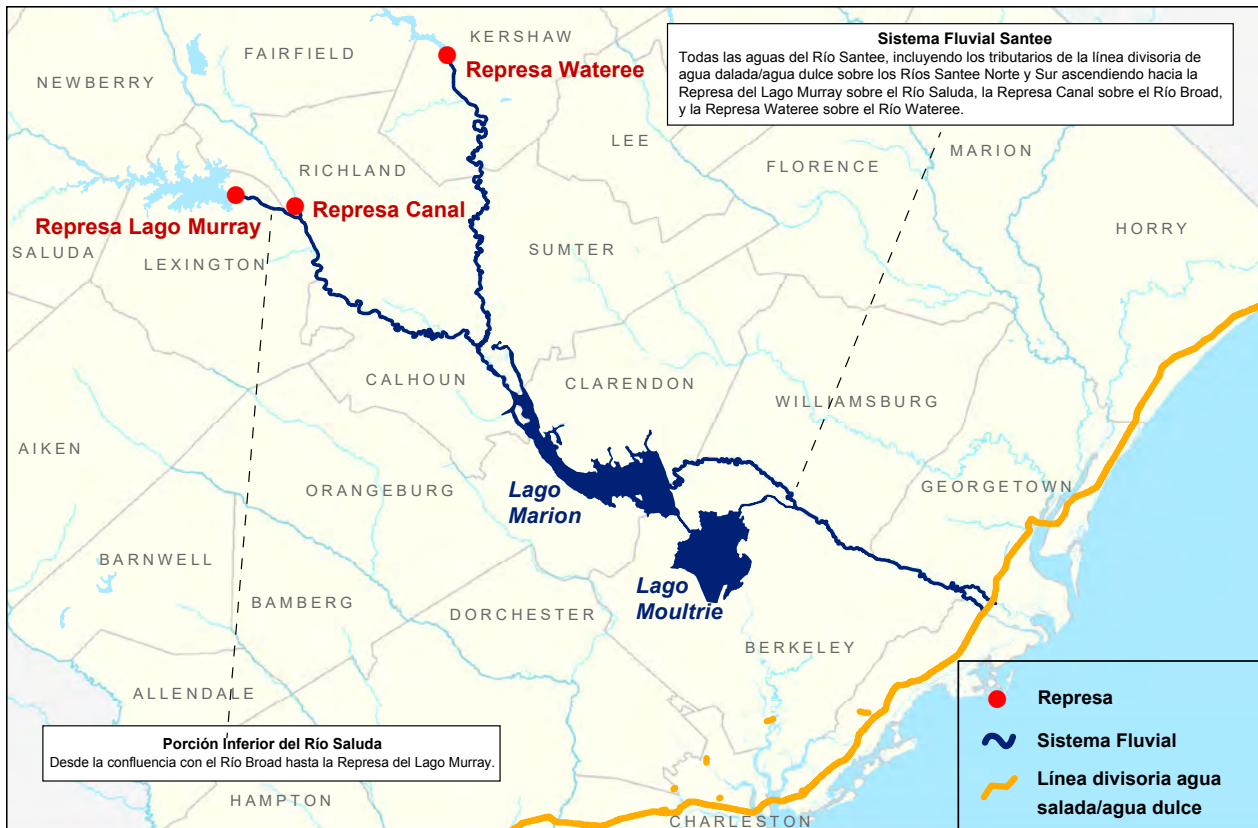 KERSHAW
FAIRFIELD
Represa Wateree
NEWBERRY
Sistema Fluvial Santee
Todas las aguas del Río Santee, incluyendo los tributarios de la línea divisoria de
agua dalada/agua dulce sobre los Ríos Santee Norte y Sur ascendiendo hacia la
Represa del Lago Murray sobre el Río Saluda, la Represa Canal sobre el Río Broad,
y la Represa Wateree sobre el Río Wateree.
LEE
MARION
FLORENCE
RICHLAND
Represa Canal
Represa Lago Murray
HORRY
SALUDA
LEXINGTON
SUMTER
CALHOUN
CLARENDON
WILLIAMSBURG
AIKEN
ORANGEBURG
Lago
Marion
GEORGETOWN
BARNWELL
BAMBERG
Lago
Moultrie
DORCHESTER
BERKELEY
ALLENDALE
Porción Inferior del Río Saluda
Desde la confluencia con el Río Broad hasta la Represa del Lago Murray.
HAMPTON
CHARLESTON
Represa
Sistema Fluvial
Línea divisoria agua
salada/agua dulce